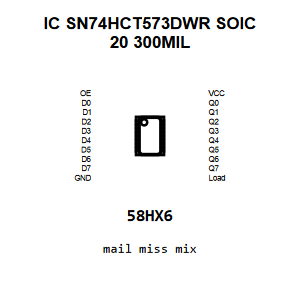 IC SN74HCT573DWR SOIC
20 300MIL
OE VCC
D0 Q0
D1 Q1
D2 Q2
D3 Q3
D4 Q4
D5 Q5
D6 Q6
D7 Q7
GND Load
58HX6
mail miss mix